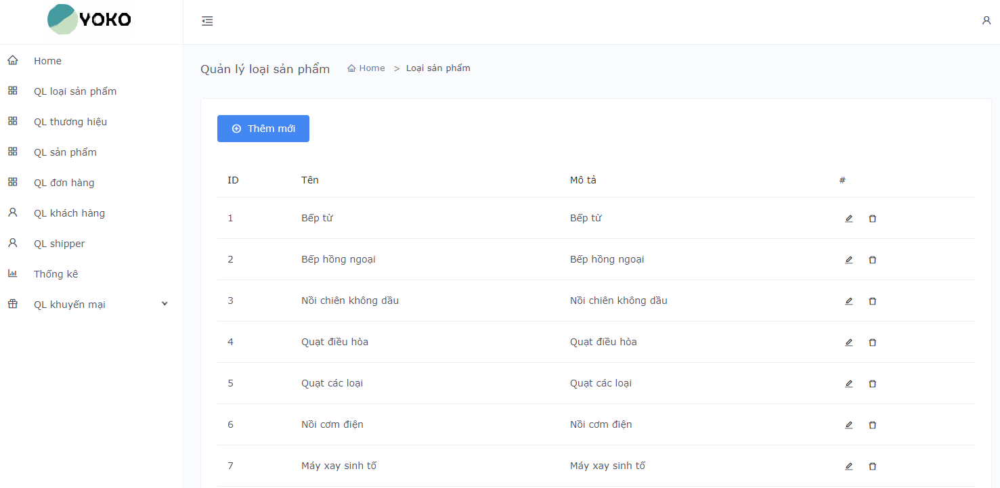 YOKO
Home
QL loại sản phẩm
QL thương hiệu
QL sản phẩm
QL đơn hàng
QL khách hàng
QL shipper
Thống kê
QL khuyến mại
Quản lý loại sản phẩm Home > Loại sản phẩm
Thêm mới
ID Tên Mô tả #
1 Bếp từ Bếp từ
2 Bếp hồng ngoại Bếp hồng ngoại
3 Nồi chiên không dầu Nồi chiên không dầu
4 Quạt điều hòa Quạt điều hòa
5 Quạt các loại Quạt các loại
6 Nồi cơm điện Nồi cơm điện
7 Máy xay sinh tố Máy xay sinh tố